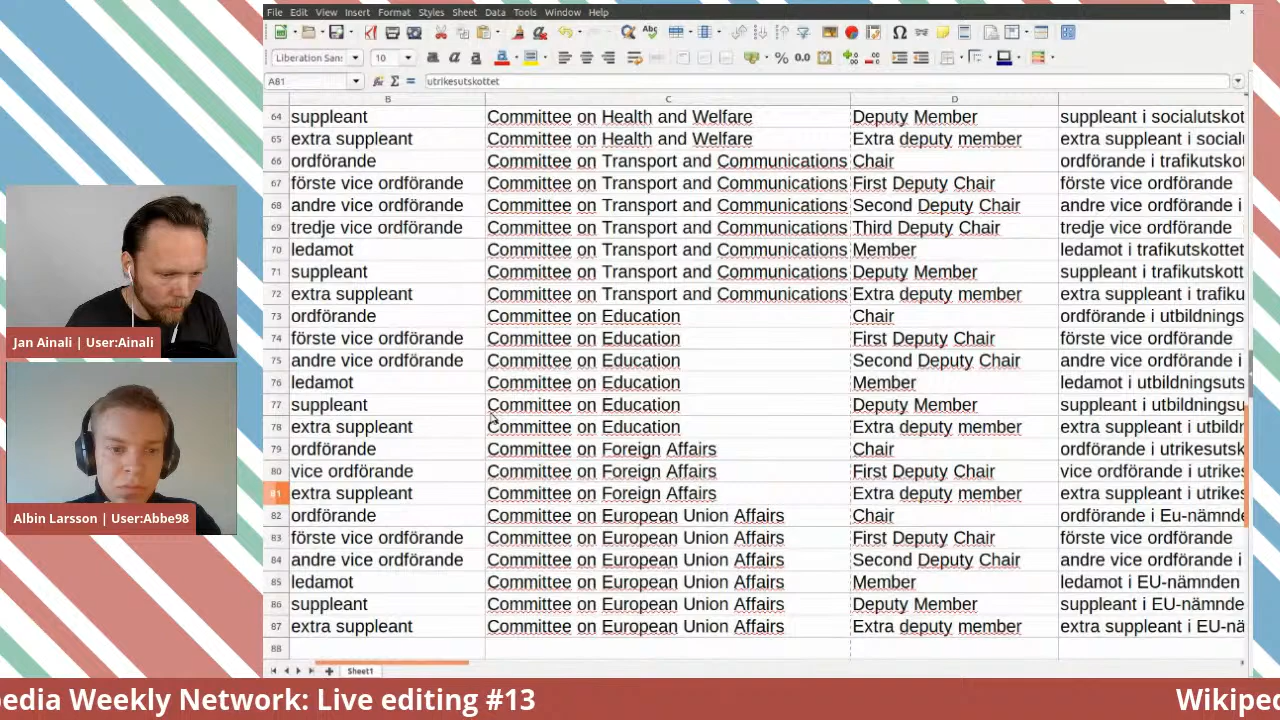 File Edit View Insert Format Styles Sheet Data Tools Window Help
Liberation Sans 10
A81 utrikesutskottet
B C D
64 suppleant Committee on Health and Welfare Deputy Member suppleant i socialutskot
65 extra suppleant Committee on Health and Welfare Extra deputy member extra suppleant i social
66 ordförande Committee on Transport and Communications Chair ordförande i trafikutskot
67 förste vice ordförande Committee on Transport and Communications First Deputy Chair förste vice ordförande
68 andre vice ordförande Committee on Transport and Communications Second Deputy Chair andre vice ordförande i
69 tredje vice ordförande Committee on Transport and Communications Third Deputy Chair tredje vice ordförande
70 ledamot Committee on Transport and Communications Member ledamot i trafikutskottet
71 suppleant Committee on Transport and Communications Deputy Member suppleant i trafikutskott
72 extra suppleant Committee on Transport and Communications Extra deputy member extra suppleant i trafiku
73 ordförande Committee on Education Chair ordförande i utbildnings
74 förste vice ordförande Committee on Education First Deputy Chair förste vice ordförande
75 andre vice ordförande Committee on Education Second Deputy Chair andre vice ordförande i
76 ledamot Committee on Education Member ledamot i utbildningsuts
77 suppleant Committee on Education Deputy Member suppleant i utbildningsu
78 extra suppleant Committee on Education Extra deputy member extra suppleant i utbildr
79 ordförande Committee on Foreign Affairs Chair ordförande i utrikesutsk
80 vice ordförande Committee on Foreign Affairs First Deputy Chair vice ordförande i utrikes
81 extra suppleant Committee on Foreign Affairs Extra deputy member extra suppleant i utrikes
82 ordförande Committee on European Union Affairs Chair ordförande i Eu-nämnde
83 förste vice ordförande Committee on European Union Affairs First Deputy Chair förste vice ordförande
84 andre vice ordförande Committee on European Union Affairs Second Deputy Chair andre vice ordförande i
85 ledamot Committee on European Union Affairs Member ledamot i EU-nämnden
86 suppleant Committee on European Union Affairs Deputy Member suppleant i EU-nämnde
87 extra suppleant Committee on European Union Affairs Extra deputy member extra suppleant i EU-nä
88
Sheet1
Jan Ainali | User:Ainali
Albin Larsson | User:Abbe98
pedia Weekly Network: Live editing #13 Wikiped